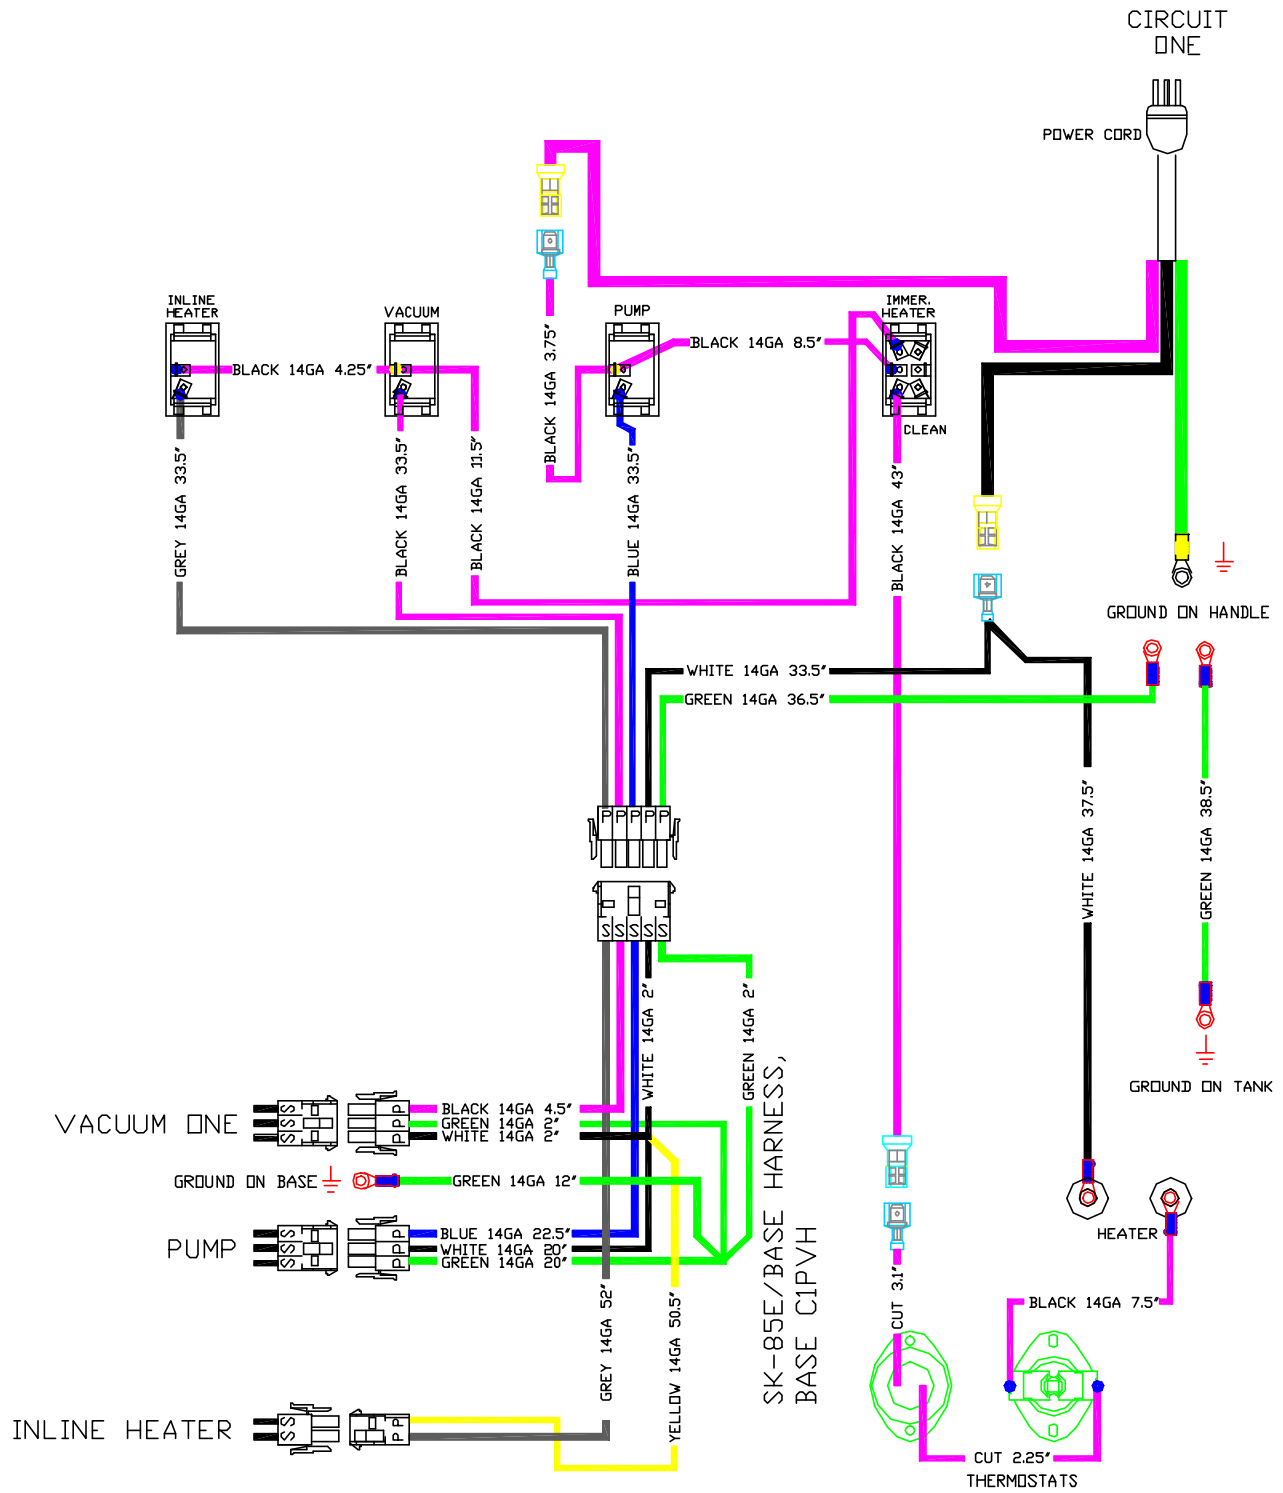 CIRCUIT
ONE
POWER CORD
INLINE
HEATER
VACUUM
PUMP
IMMER.
HEATER
BLACK 14GA 4.25"
BLACK 14GA 8.5"
BLACK 14GA 3.75"
CLEAN
GREY 14GA 33.5"
BLACK 14GA 33.5"
BLACK 14GA 11.5"
BLUE 14GA 33.5"
BLACK 14GA 43"
GROUND ON HANDLE
WHITE 14GA 33.5"
GREEN 14GA 36.5"
WHITE 14GA 37.5"
GREEN 14GA 38.5"
P P P P P
S S S S S
WHITE 14GA 2"
GREEN 14GA 2"
GROUND ON TANK
VACUUM ONE
S
S
S
P
P
P
BLACK 14GA 4.5"
GREEN 14GA 2"
WHITE 14GA 2"
GROUND ON BASE
GREEN 14GA 12"
PUMP
S
S
S
P
P
P
BLUE 14GA 22.5"
WHITE 14GA 20"
GREEN 14GA 20"
SK-85E/BASE HARNESS,
BASE C1PVH
HEATER
CUT 3.1"
BLACK 14GA 7.5"
GREY 14GA 52"
YELLOW 14GA 50.5"
INLINE HEATER
S
S
P
P
CUT 2.25"
THERMOSTATS